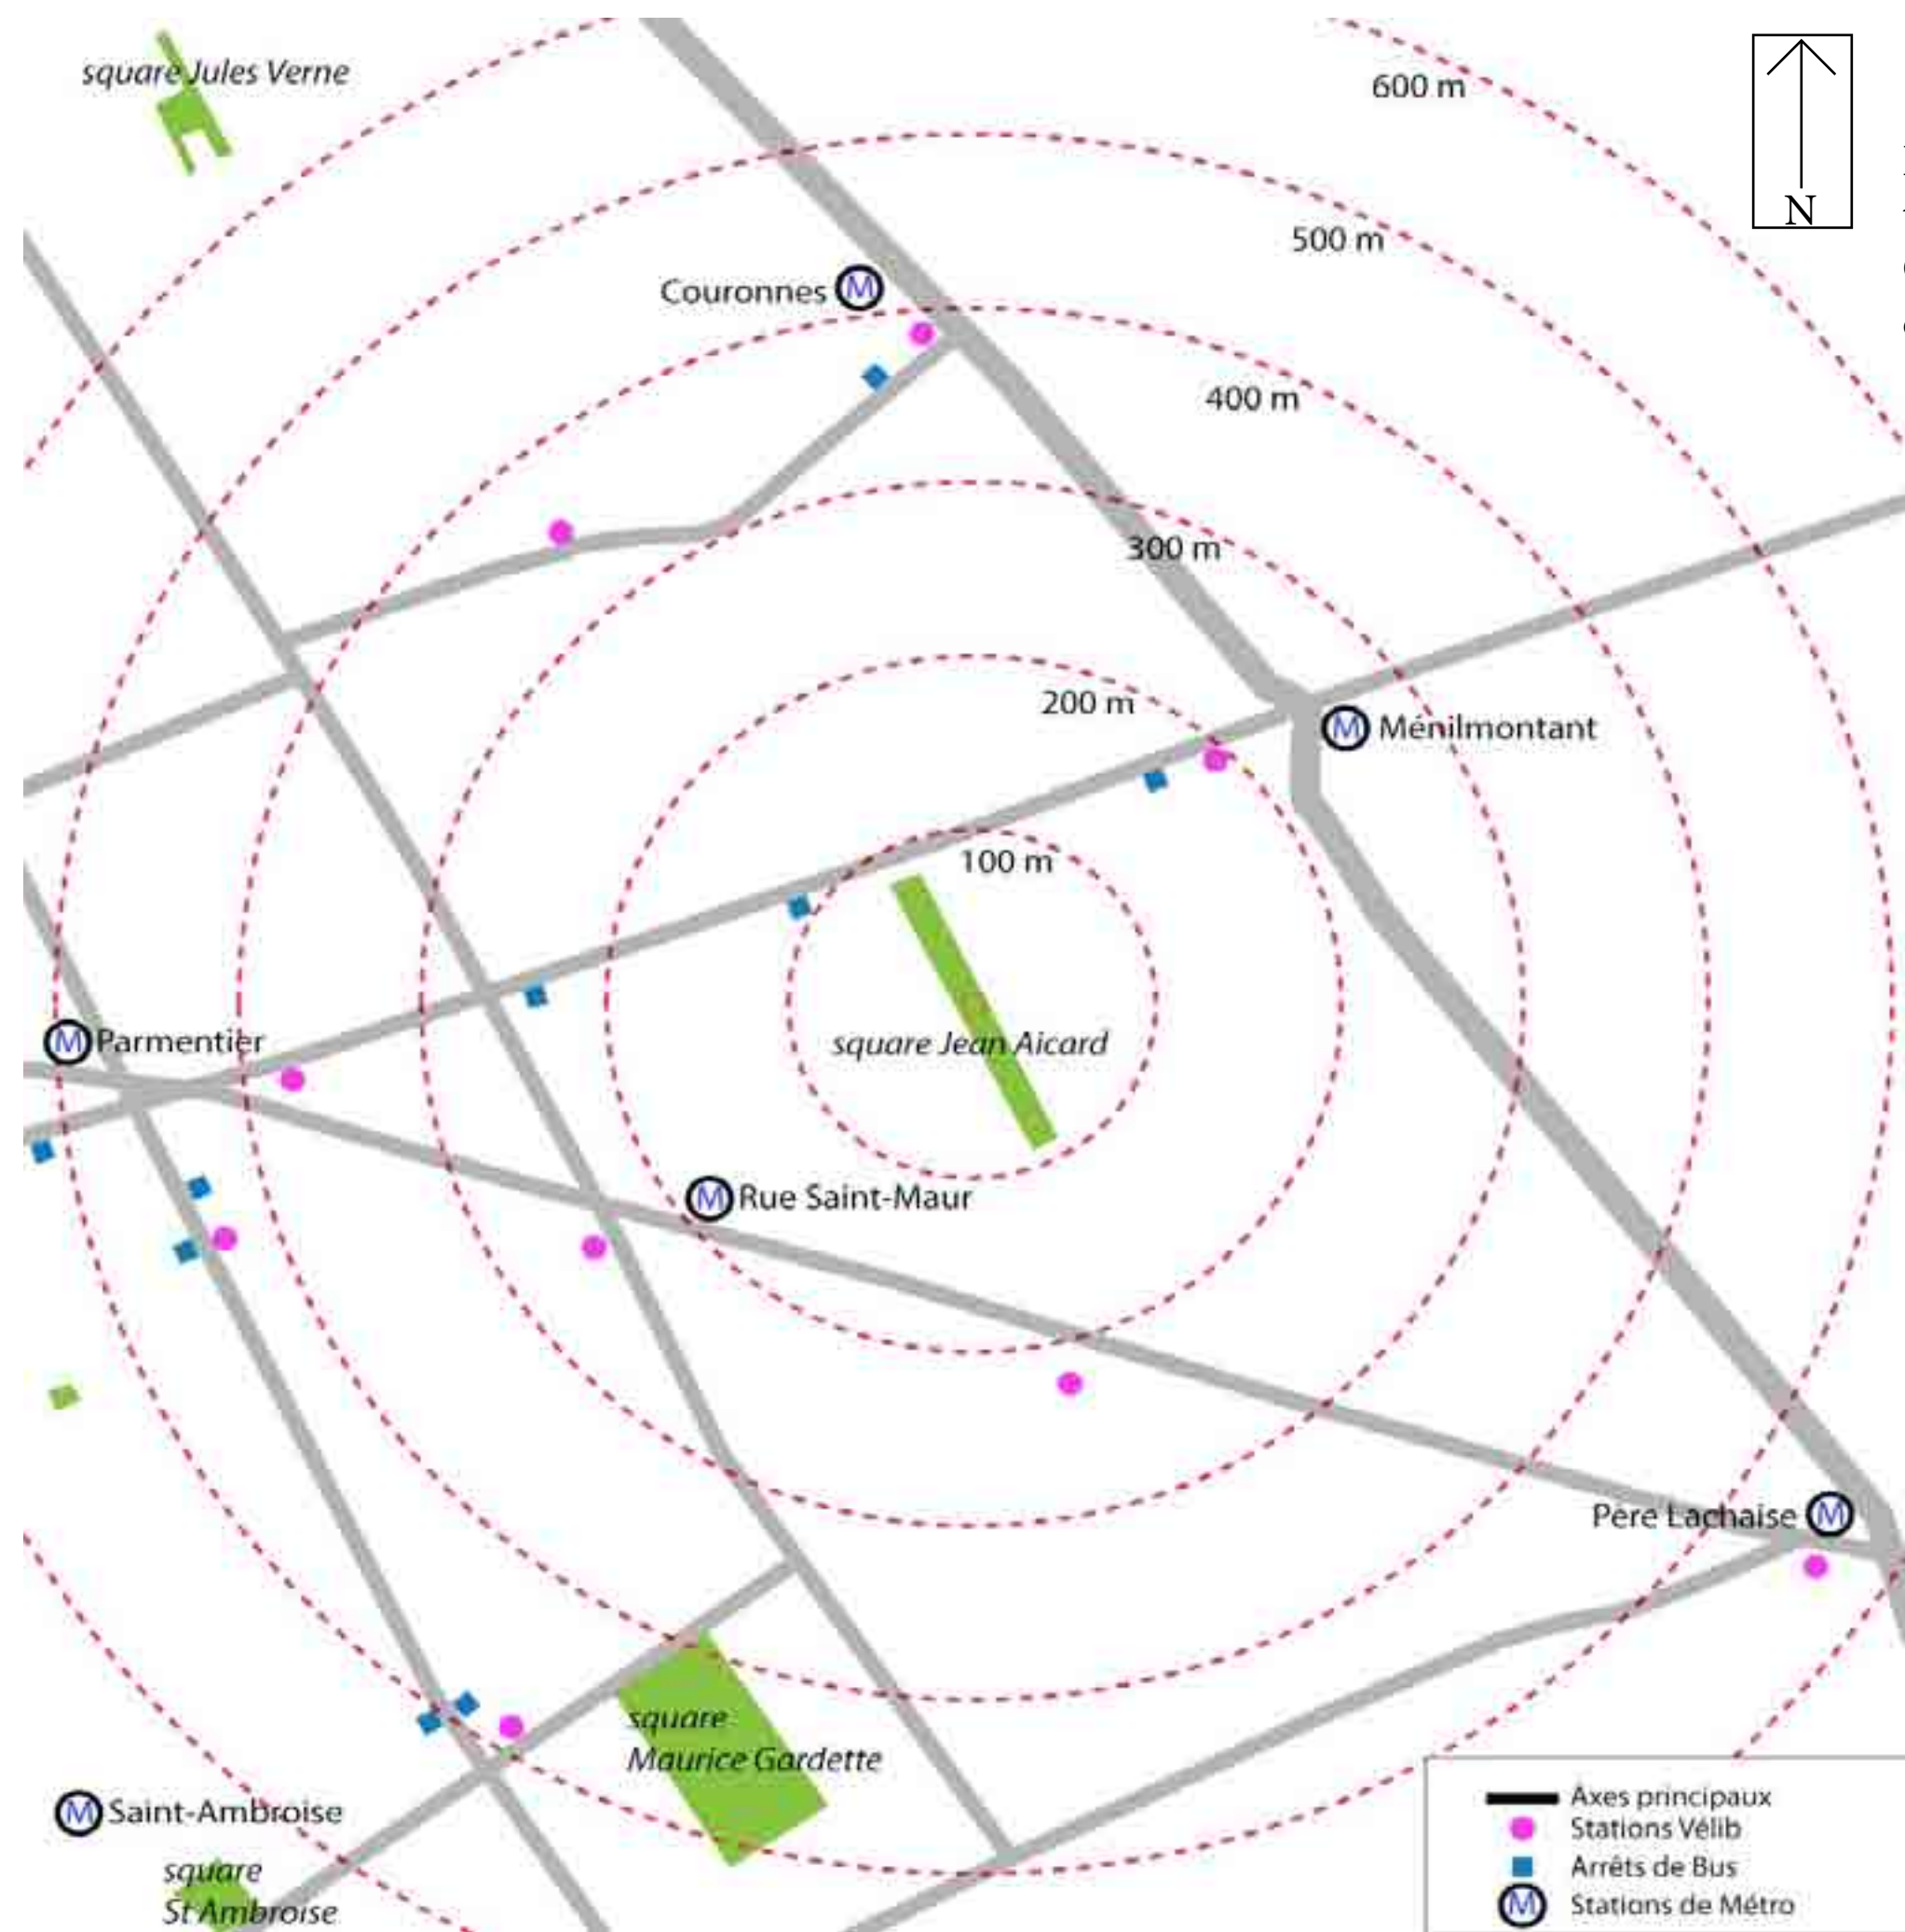 square Jules Verne
600 m
N
500 m
Couronnes M
400 m
300 m
200 m
M Ménilmontant
100 m
M Parmentier
square Jean Aicard
M Rue Saint-Maur
Père Lachaise M
square
Maurice Gardette
M Saint-Ambroise
square
St Ambroise
Axes principaux
Stations Vélib
Arrêts de Bus
M Stations de Métro